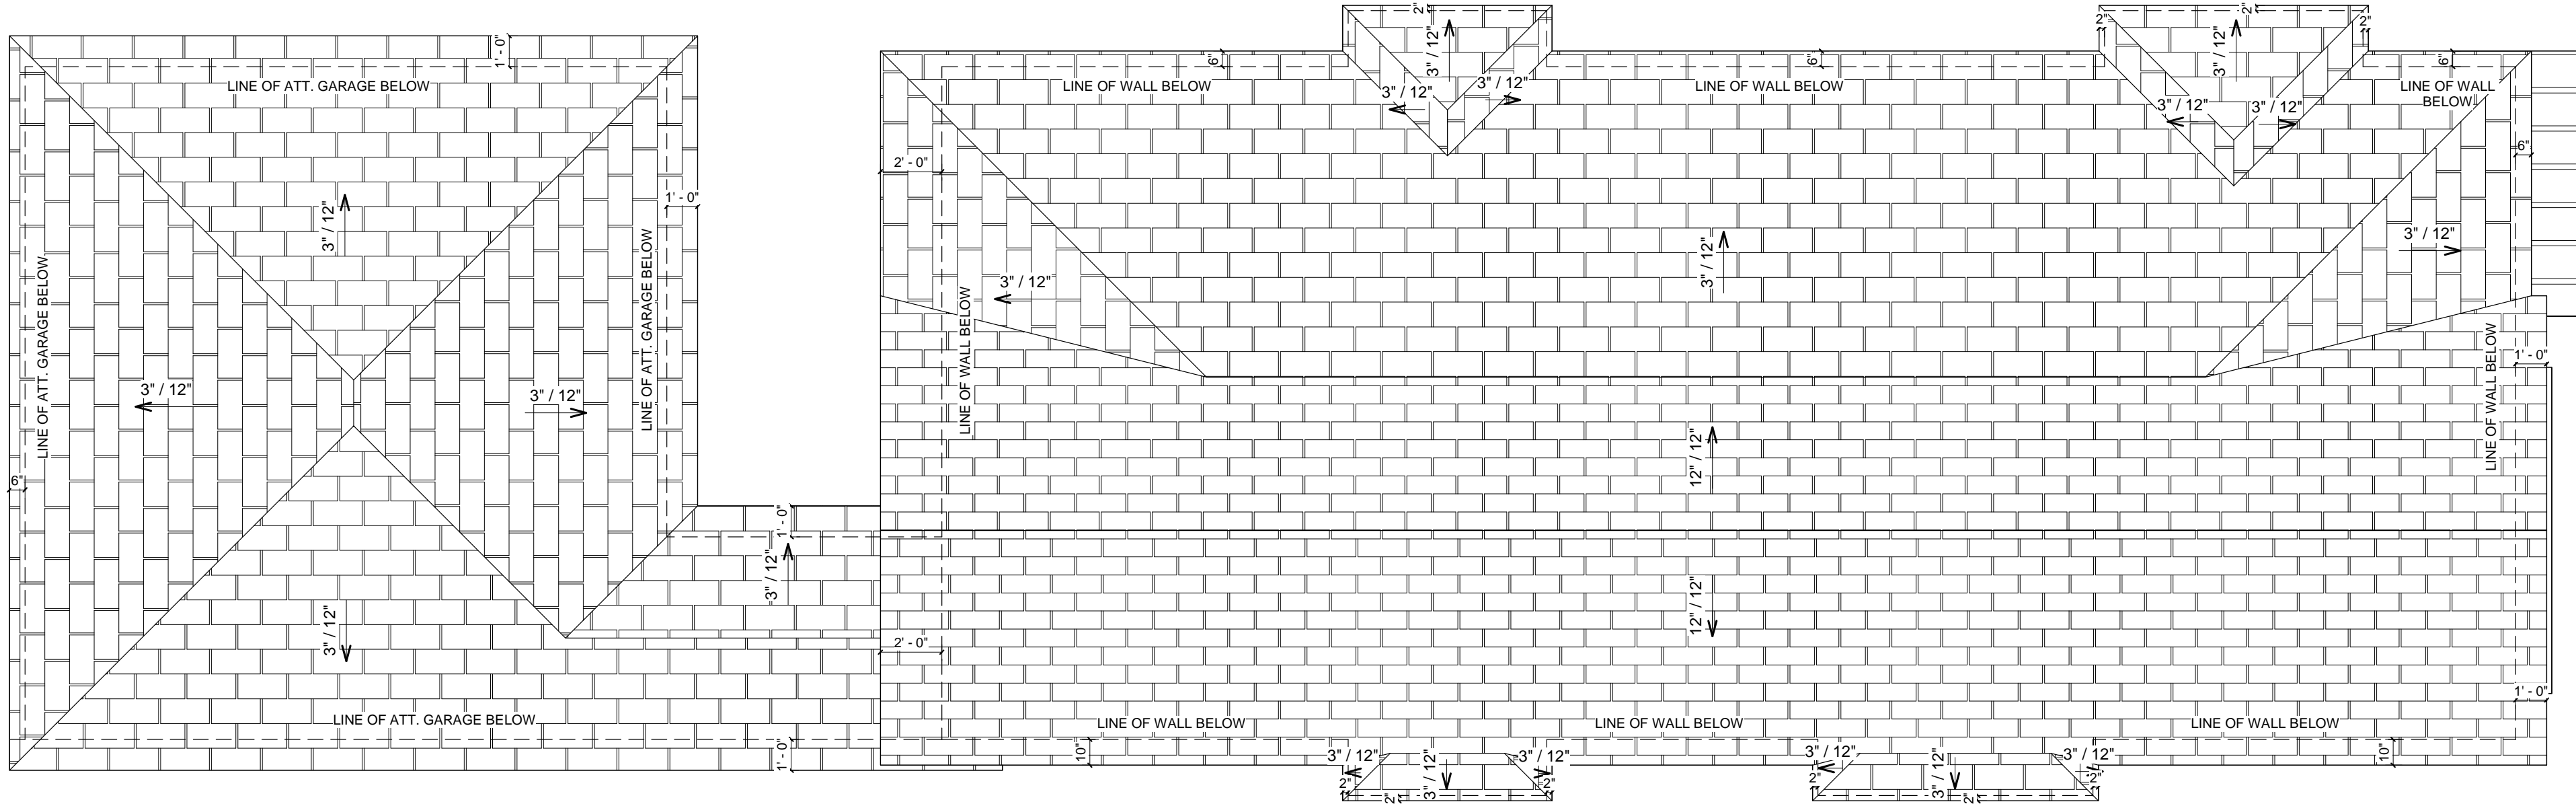 2"
2"
2"
2"
1' - 0"
6"
6"
6"
3" / 12"
3" / 12"
LINE OF ATT. GARAGE BELOW
LINE OF WALL BELOW
LINE OF WALL BELOW
LINE OF WALL
BELOW
3" / 12"
3" / 12"
3" / 12"
3" / 12"
2' - 0"
6"
1' - 0"
3" / 12"
3" / 12"
3" / 12"
3" / 12"
LINE OF ATT. GARAGE BELOW
LINE OF ATT. GARAGE BELOW
LINE OF WALL BELOW
LINE OF WALL BELOW
1' - 0"
3" / 12"
3" / 12"
12" / 12"
6"
1' - 0"
3" / 12"
12" / 12"
3" / 12"
2' - 0"
1' - 0"
LINE OF ATT. GARAGE BELOW
LINE OF WALL BELOW
LINE OF WALL BELOW
LINE OF WALL BELOW
1' - 0"
10"
10"
3" / 12"
3" / 12"
3" / 12"
3" / 12"
3" / 12"
3" / 12"
2"
2"
2"
2"
2"
2"